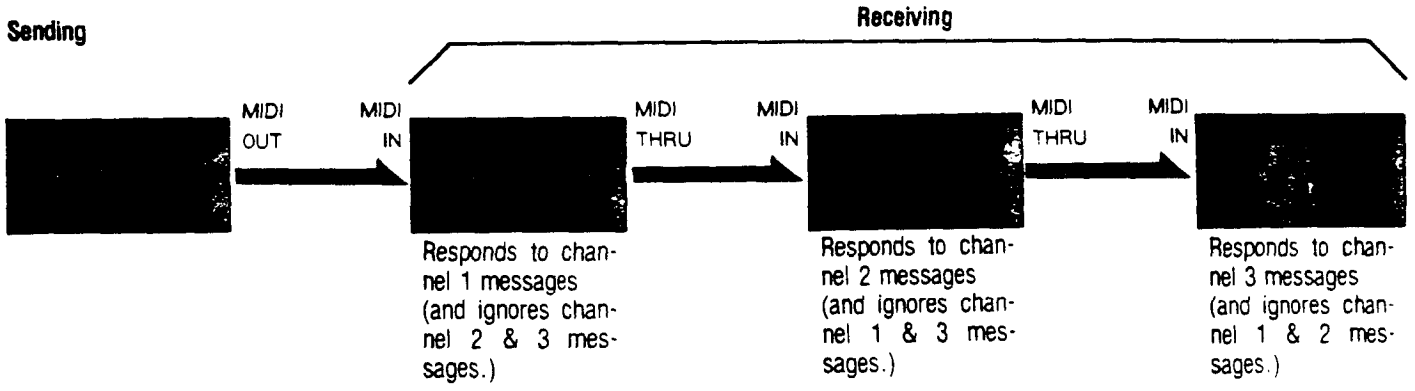 Sending
Receiving
MIDI OUT
MIDI IN
MIDI THRU
MIDI IN
MIDI THRU
MIDI IN
Responds to chan-
nel 1 messages
(and ignores chan-
nel 2 & 3 mes-
sages.)
Responds to chan-
nel 2 messages
(and ignores chan-
nel 1 & 3 mes-
sages.)
Responds to chan-
nel 3 messages
(and ignores chan-
nel 1 & 2 mes-
sages.)